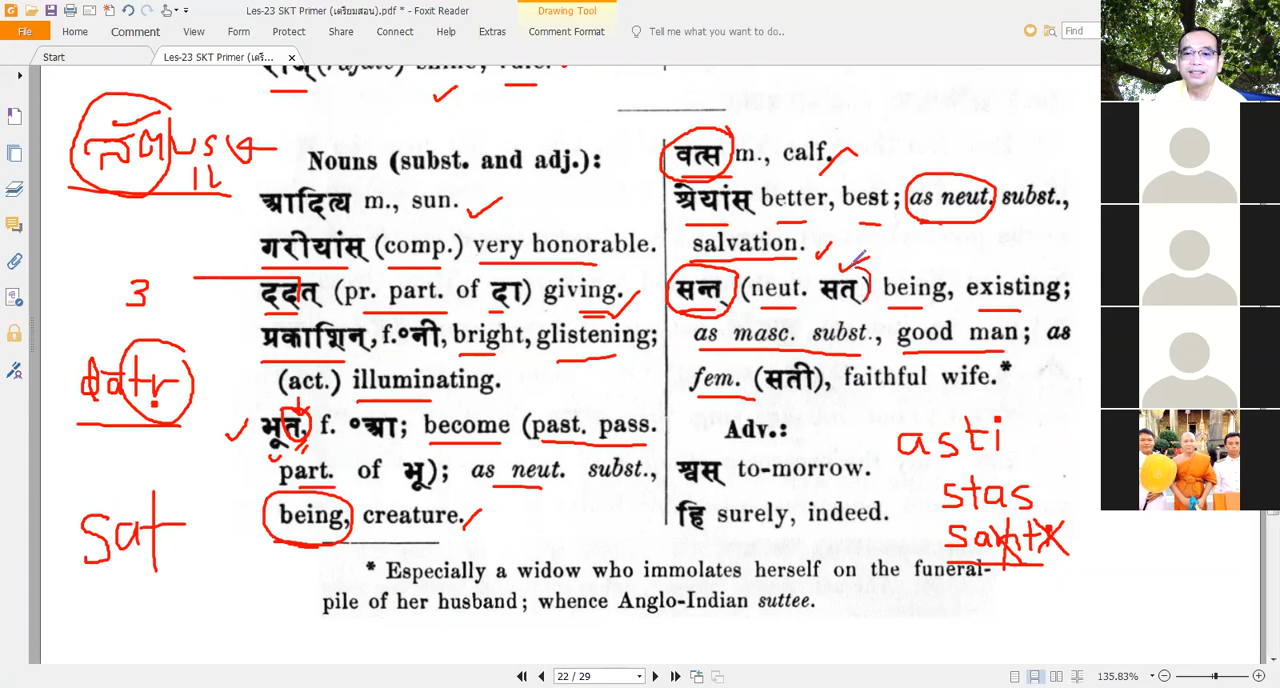 Les-23 SKT Primer (เตรียมสอน).pdf * - Foxit Reader
Drawing Tool
File Home Comment View Form Protect Share Connect Help Extras Comment Format Tell me what you want to do.. Find
Start Les-23 SKT Primer (เตรี...
Nouns (subst. and adj.):
आदित्य m., sun.
गरीयांस् (comp.) very honorable.
ददत् (pr. part. of दा) giving.
प्रकाशिन्, f.॰नी, bright, glistening;
(act.) illuminating.
भूत, f. ॰आ; become (past. pass.
part. of भू); as neut. subst.,
being, creature.
वत्स m., calf.
श्रेयांस् better, best; as neut. subst.,
salvation.
सन्त् (neut. सत्) being, existing;
as masc. subst., good man; as
fem. (सती), faithful wife.*
Adv.:
श्वस् to-morrow.
हि surely, indeed.
* Especially a widow who immolates herself on the funeral-
pile of her husband; whence Anglo-Indian suttee.
3
datr
sat
asti
stas
22 / 29
135.83%